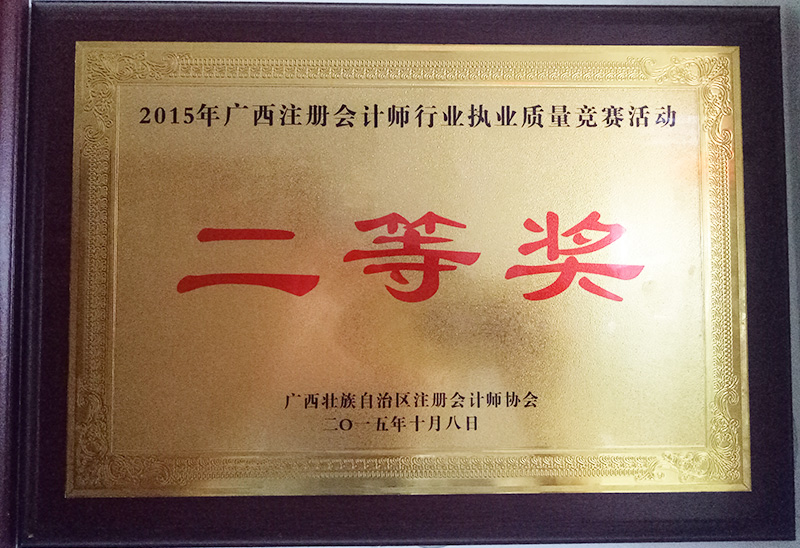 2015年广西注册会计师行业执业质量竞赛活动
二等奖
广西壮族自治区注册会计师协会
二〇一五年十月八日